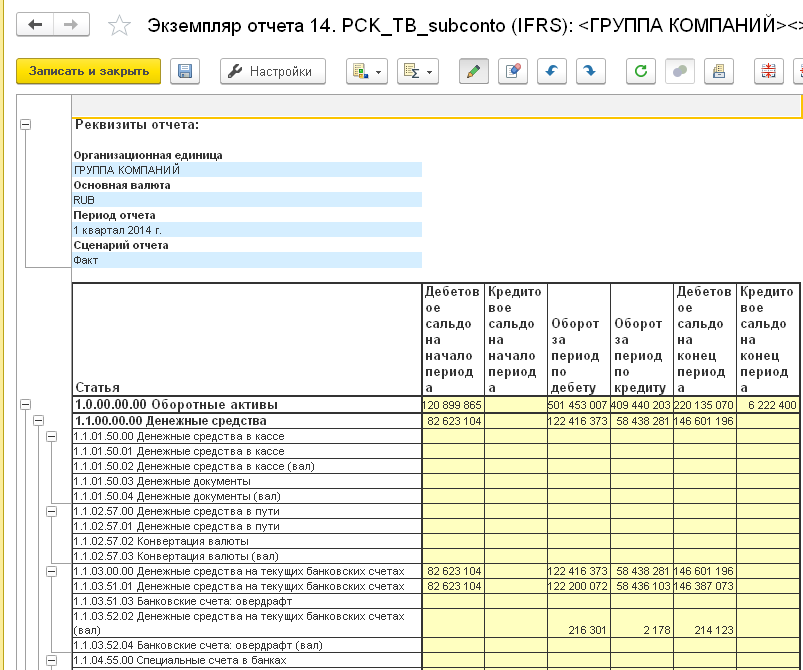 Экземпляр отчета 14. PCK_TB_subconto (IFRS): <ГРУППА КОМПАНИЙ><>
Записать и закрыть
Настройки
Реквизиты отчета:
Организационная единица
ГРУППА КОМПАНИЙ
Основная валюта
RUB
Период отчета
1 квартал 2014 г.
Сценарий отчета
Факт
Статья
Дебетов
ое
сальдо
на
начало
период
а
Кредито
вое
сальдо
на
начало
период
а
Оборот
за
период
по
дебету
Оборот
за
период
по
кредиту
Дебетов
ое
сальдо
на
конец
период
а
Кредито
вое
сальдо
на
конец
период
а
1.0.00.00.00 Оборотные активы 120 899 865 501 453 007 409 440 203 220 135 070 6 222 400
1.1.00.00.00 Денежные средства 82 623 104 122 416 373 58 438 281 146 601 196
1.1.01.50.00 Денежные средства в кассе
1.1.01.50.01 Денежные средства в кассе
1.1.01.50.02 Денежные средства в кассе (вал)
1.1.01.50.03 Денежные документы
1.1.01.50.04 Денежные документы (вал)
1.1.02.57.00 Денежные средства в пути
1.1.02.57.01 Денежные средства в пути
1.1.02.57.02 Конвертация валюты
1.1.02.57.03 Конвертация валюты (вал)
1.1.03.00.00 Денежные средства на текущих банковских счетах 82 623 104 122 416 373 58 438 281 146 601 196
1.1.03.51.01 Денежные средства на текущих банковских счетах 82 623 104 122 200 072 58 436 103 146 387 073
1.1.03.51.03 Банковские счета: овердрафт
1.1.03.52.02 Денежные средства на текущих банковских счетах
(вал) 216 301 2 178 214 123
1.1.03.52.04 Банковские счета: овердрафт (вал)
1.1.04.55.00 Специальные счета в банках